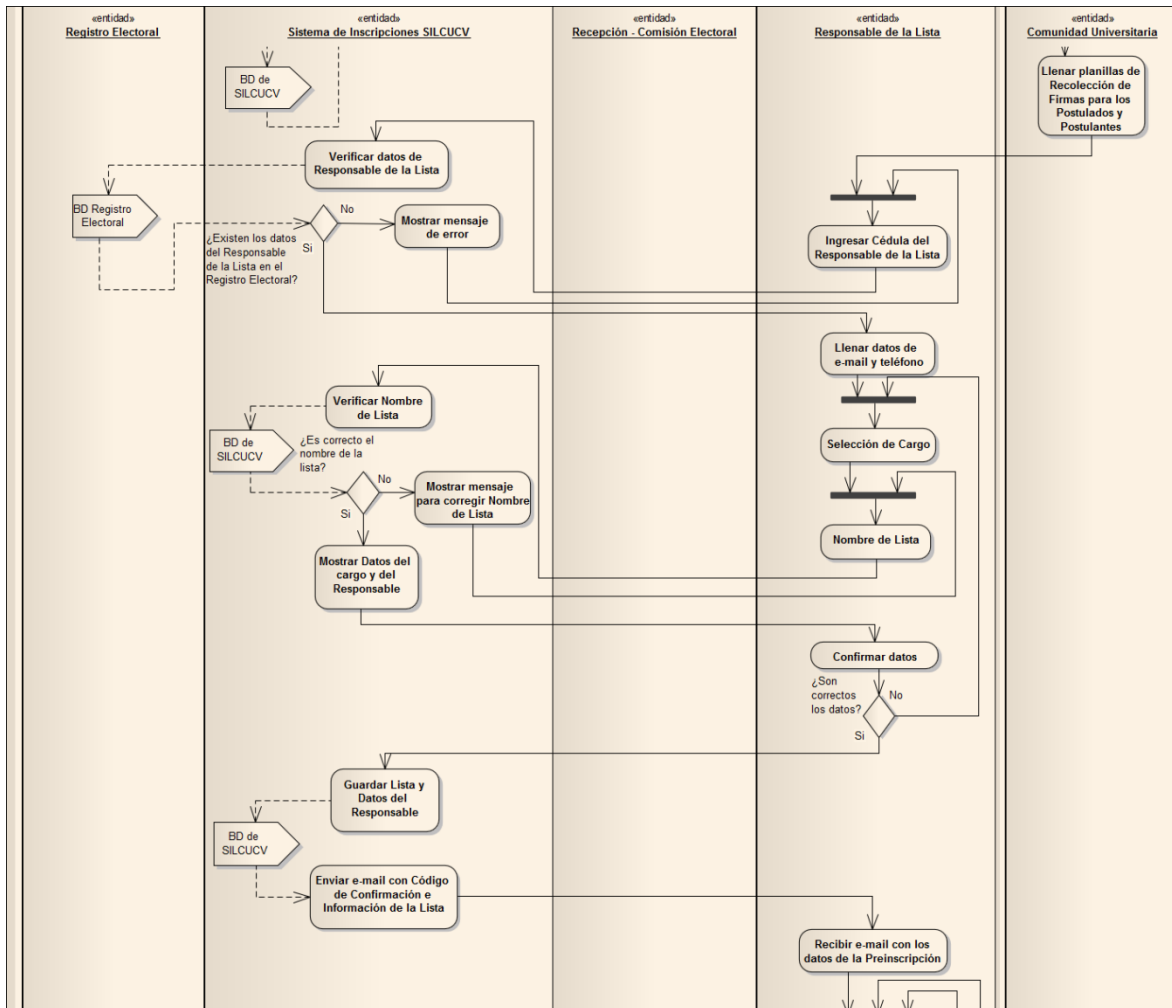 «entidad»
Registro Electoral
«entidad»
Sistema de Inscripciones SILCUCV
«entidad»
Recepción - Comisión Electoral
«entidad»
Responsable de la Lista
«entidad»
Comunidad Universitaria
BD de
SILCUCV
Llenar planillas de
Recolección de
Firmas para los
Postulados y
Postulantes
Verificar datos de
Responsable de la Lista
BD Registro
Electoral
No
Mostrar mensaje
de error
¿Existen los datos
del Responsable
de la Lista en el
Registro Electoral?
Si
Ingresar Cédula del
Responsable de la Lista
Llenar datos de
e-mail y teléfono
Verificar Nombre
de Lista
BD de
SILCUCV
¿Es correcto el
nombre de la
lista?
Selección de Cargo
No
Si
Mostrar mensaje
para corregir Nombre
de Lista
Nombre de Lista
Mostrar Datos del
cargo y del
Responsable
Confirmar datos
¿Son
correctos
los datos?
No
Si
Guardar Lista y
Datos del
Responsable
BD de
SILCUCV
Enviar e-mail con Código
de Confirmación e
Información de la Lista
Recibir e-mail con los
datos de la Preinscripción